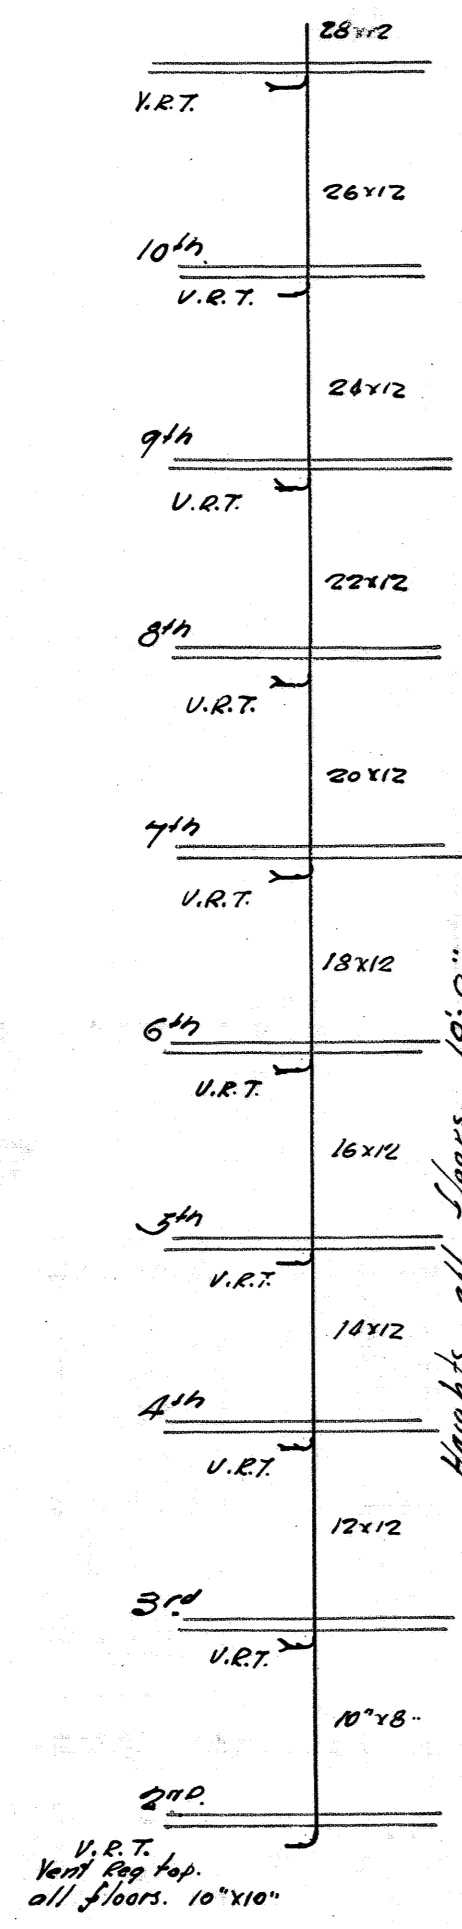 28x12
V.R.T.
26x12
10th.
V.R.T.
24x12
9th
V.R.T.
22x12
8th
V.R.T.
20x12
7th
V.R.T.
18x12
6th
V.R.T.
16x12
5th
V.R.T.
14x12
4th
V.R.T.
12x12
3rd
V.R.T.
10"x8"
2nd.
V.R.T.
Vent Reg top.
all floors. 10"x10"
Heights all floors